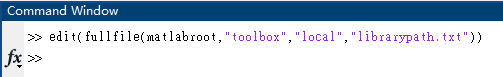 Command Window
>> edit(fullfile(matlabroot,"toolbox","local","librarypath.txt"))
fx >>